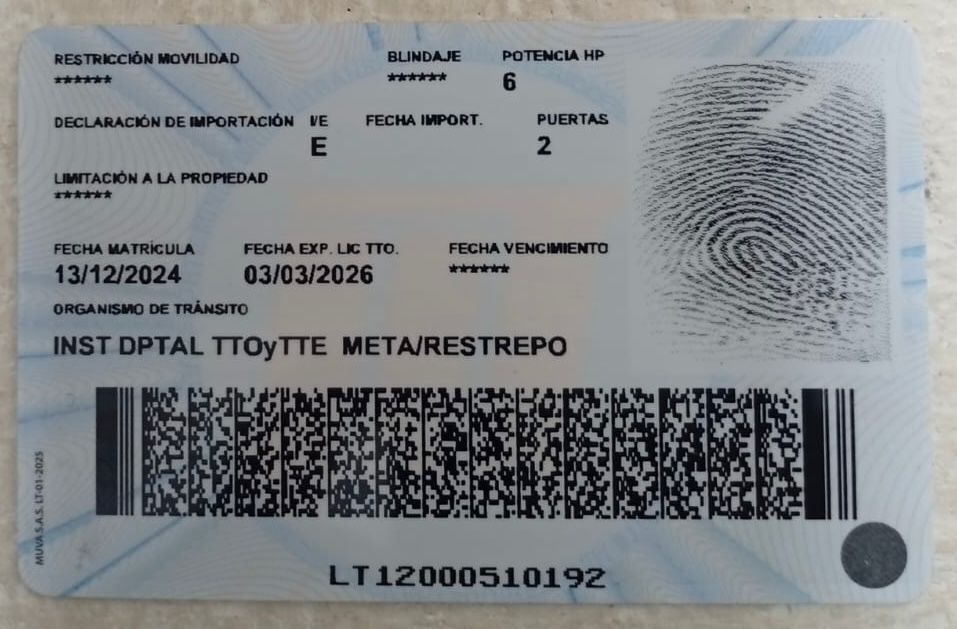 RESTRICCIÓN MOVILIDAD BLINDAJE POTENCIA HP
****** ****** 6
DECLARACIÓN DE IMPORTACIÓN I/E FECHA IMPORT. PUERTAS
E 2
LIMITACIÓN A LA PROPIEDAD
******
FECHA MATRÍCULA FECHA EXP. LIC TTO. FECHA VENCIMIENTO
13/12/2024 03/03/2026 ******
ORGANISMO DE TRÁNSITO
INST DPTAL TTOyTTE META/RESTREPO
MUVA S.A.S. LT-01-2025
LT12000510192